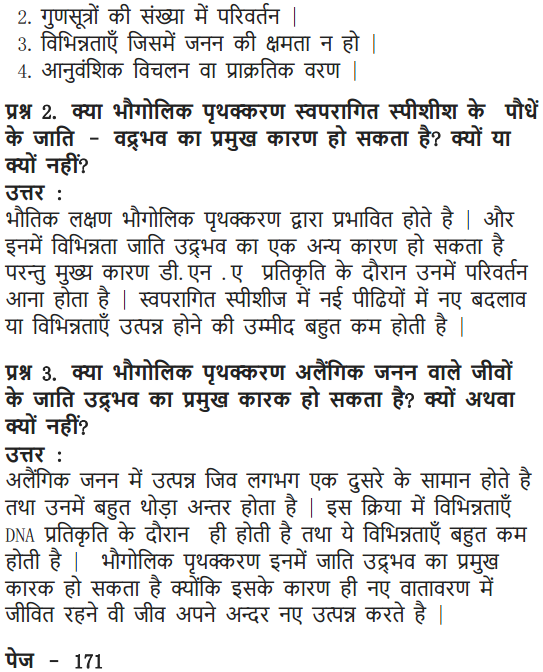 2. गुणसूत्रों की संख्या में परिवर्तन |
3. विभिन्नताएँ जिसमें जनन की क्षमता न हो |
4. आनुवंशिक विचलन वा प्राक्रतिक वरण |
प्रश्न 2. क्या भौगोलिक पृथक्करण स्वपरागित स्पीशीश के पौधें
के जाति - वद्भव का प्रमुख कारण हो सकता है? क्यों या
क्यों नहीं?
उत्तर :
भौतिक लक्षण भौगोलिक पृथक्करण द्वारा प्रभावित होते है | और
इनमें विभिन्नता जाति उद्भव का एक अन्य कारण हो सकता है
परन्तु मुख्य कारण डी.एन .ए प्रतिकृति के दौरान उनमें परिवर्तन
आना होता है | स्वपरागित स्पीशीज में नई पीढियों में नए बदलाव
या विभिन्नताएँ उत्पन्न होने की उम्मीद बहुत कम होती है |
प्रश्न 3. क्या भौगोलिक पृथक्करण अलैंगिक जनन वाले जीवों
के जाति उद्भव का प्रमुख कारक हो सकता है? क्यों अथवा
क्यों नहीं?
उत्तर :
अलैंगिक जनन में उत्पन्न जिव लगभग एक दुसरे के सामान होते है
तथा उनमें बहुत थोड़ा अन्तर होता है | इस क्रिया में विभिन्नताएँ
DNA प्रतिकृति के दौरान ही होती है तथा ये विभिन्नताएँ बहुत कम
होती है | भौगोलिक पृथक्करण इनमें जाति उद्भव का प्रमुख
कारक हो सकता है क्योंकि इसके कारण ही नए वातावरण में
जीवित रहने वी जीव अपने अन्दर नए उत्पन्न करते है |
पेज - 171